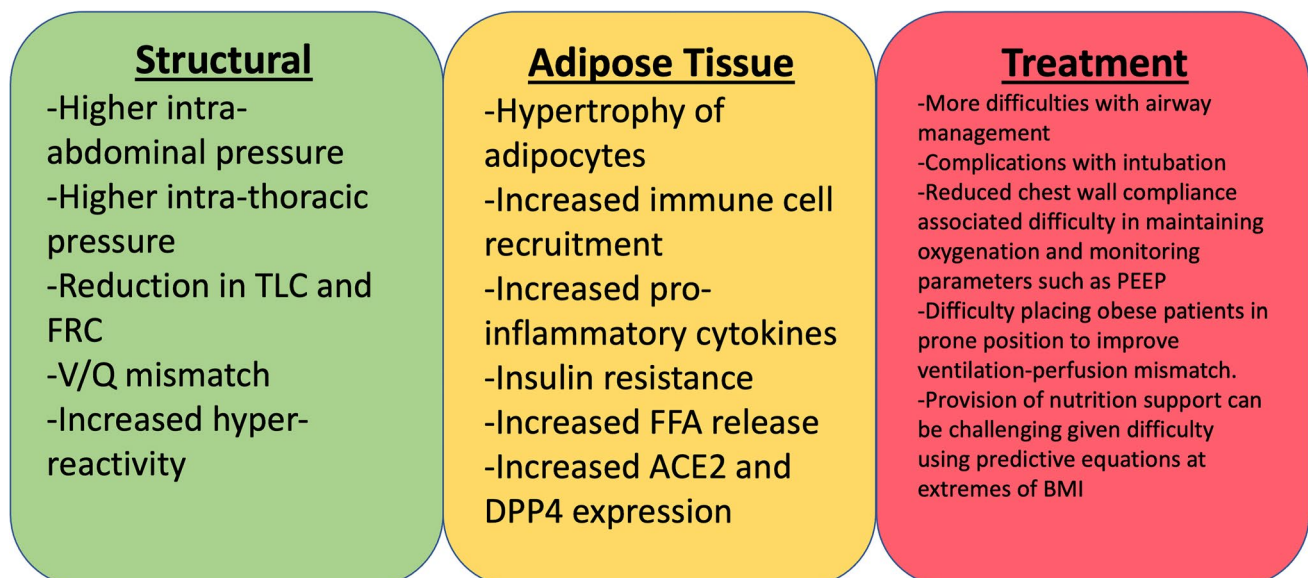 Structural
-Higher intra-
abdominal pressure
-Higher intra-thoracic
pressure
-Reduction in TLC and
FRC
-V/Q mismatch
-Increased hyper-
reactivity
Adipose Tissue
-Hypertrophy of
adipocytes
-Increased immune cell
recruitment
-Increased pro-
inflammatory cytokines
-Insulin resistance
-Increased FFA release
-Increased ACE2 and
DPP4 expression
Treatment
-More difficulties with airway
management
-Complications with intubation
-Reduced chest wall compliance
associated difficulty in maintaining
oxygenation and monitoring
parameters such as PEEP
-Difficulty placing obese patients in
prone position to improve
ventilation-perfusion mismatch.
-Provision of nutrition support can
be challenging given difficulty
using predictive equations at
extremes of BMI